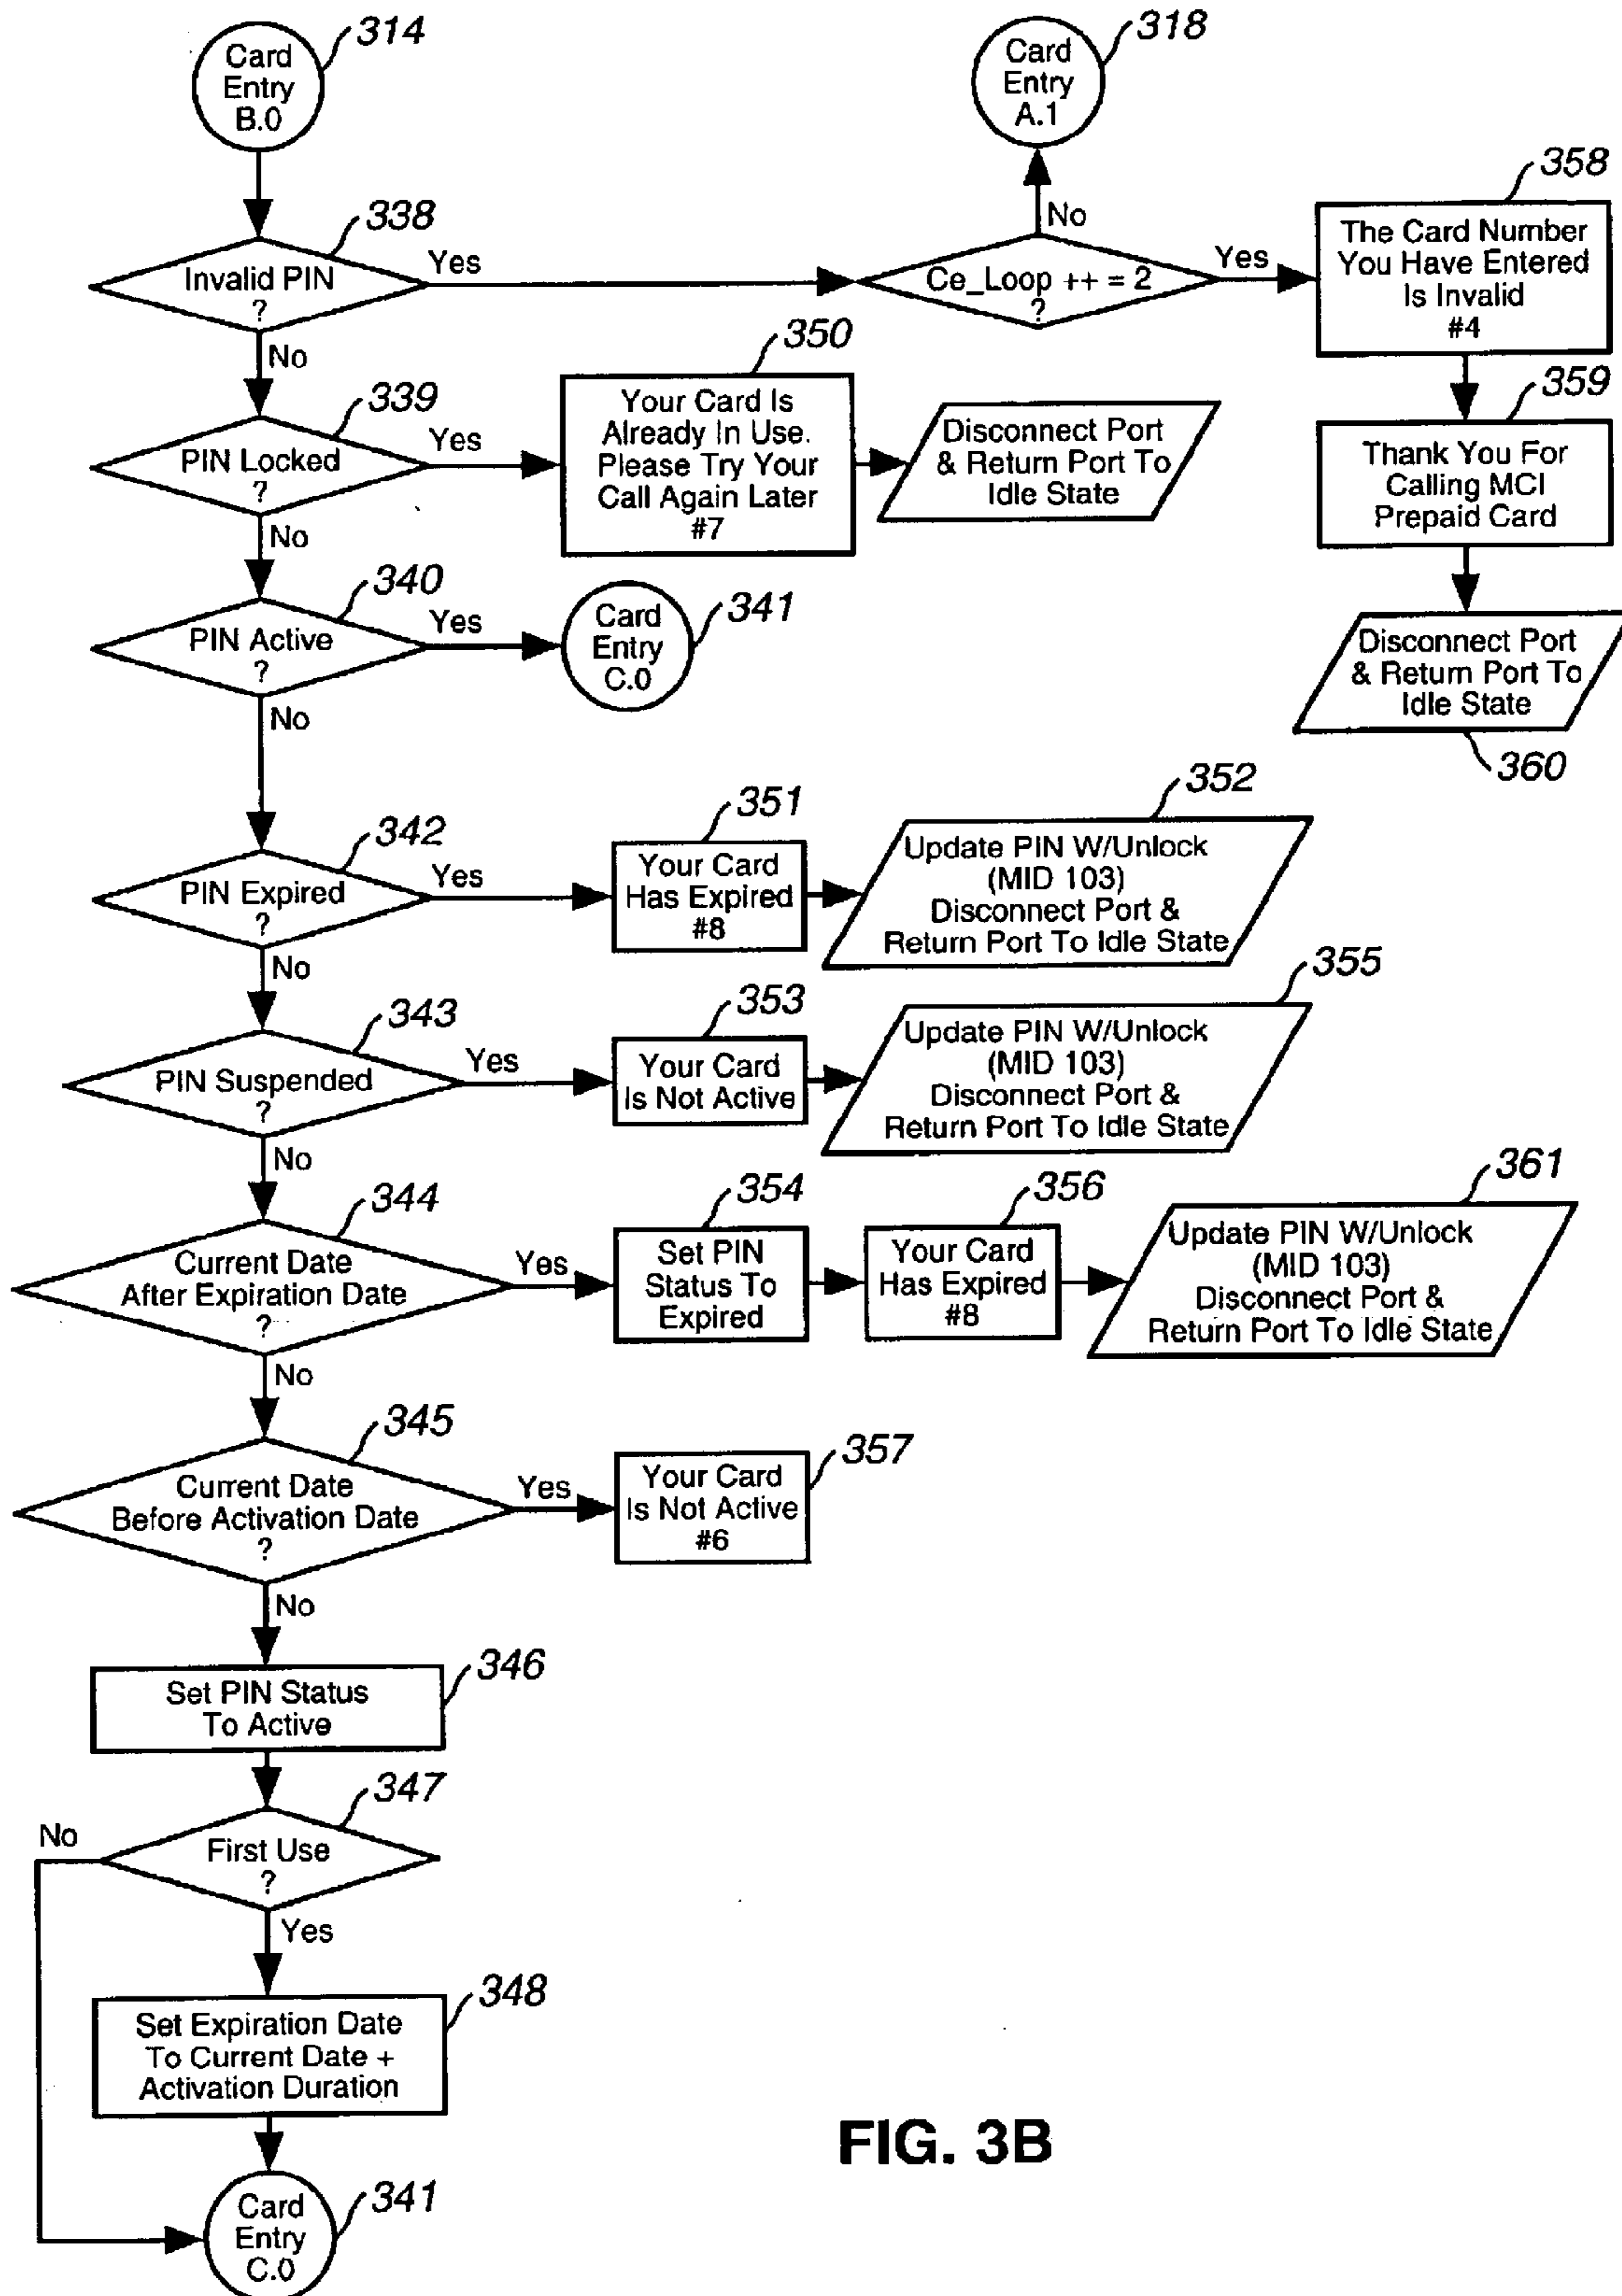 314
Card
Entry
B.0
318
Card
Entry
A.1
338
Invalid PIN
?
Yes
No
Ce_Loop ++ = 2
?
No
Yes
358
The Card Number
You Have Entered
Is Invalid
#4
359
Thank You For
Calling MCI
Prepaid Card
Disconnect Port
& Return Port To
Idle State
360
339
PIN Locked
?
Yes
No
350
Your Card Is
Already In Use.
Please Try Your
Call Again Later
#7
Disconnect Port
& Return Port To
Idle State
340
PIN Active
?
Yes
No
Card
Entry
C.0
341
342
PIN Expired
?
Yes
No
351
Your Card
Has Expired
#8
352
Update PIN W/Unlock
(MID 103)
Disconnect Port &
Return Port To Idle State
343
PIN Suspended
?
Yes
No
353
Your Card
Is Not Active
355
Update PIN W/Unlock
(MID 103)
Disconnect Port &
Return Port To Idle State
344
Current Date
After Expiration Date
?
Yes
No
354
Set PIN
Status To
Expired
356
Your Card
Has Expired
#8
361
Update PIN W/Unlock
(MID 103)
Disconnect Port &
Return Port To Idle State
345
Current Date
Before Activation Date
?
Yes
No
357
Your Card
Is Not Active
#6
346
Set PIN Status
To Active
347
First Use
?
No
Yes
348
Set Expiration Date
To Current Date +
Activation Duration
341
Card
Entry
C.0
FIG. 3B